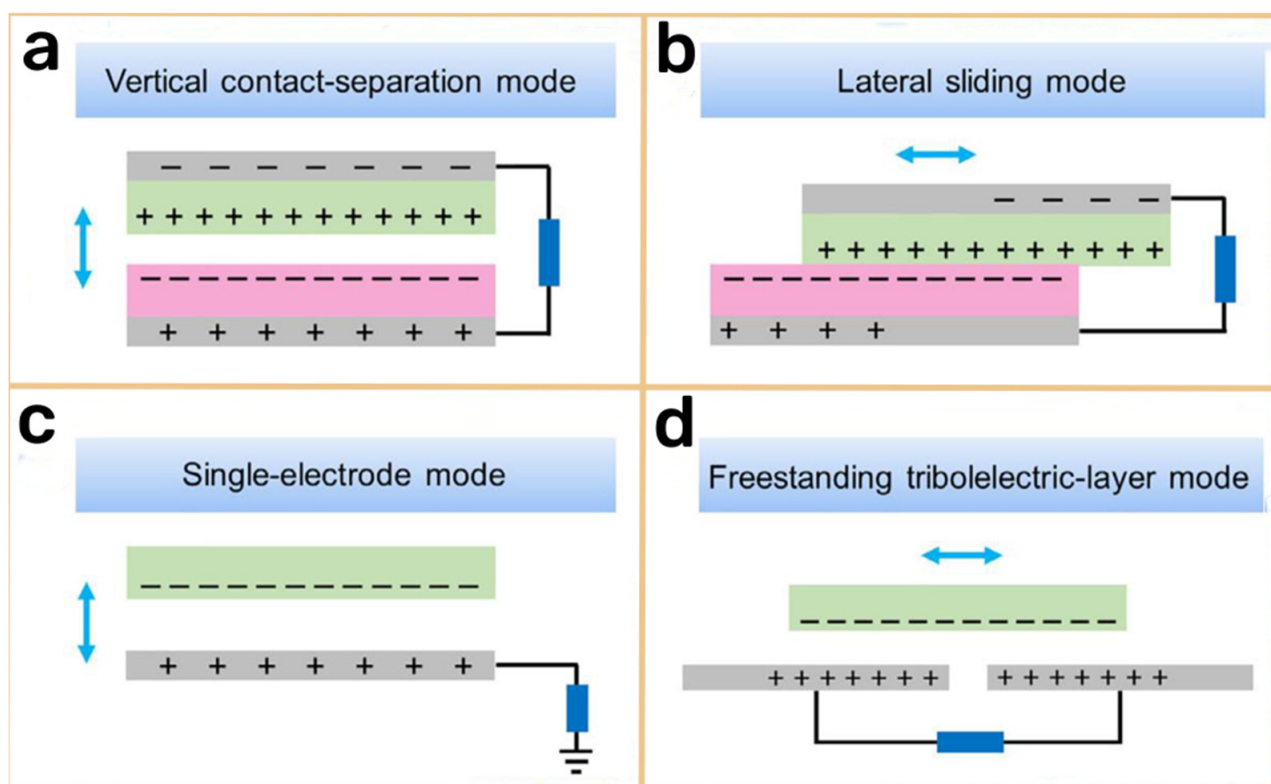 a
Vertical contact-separation mode
b
Lateral sliding mode
c
Single-electrode mode
d
Freestanding tribolelectric-layer mode